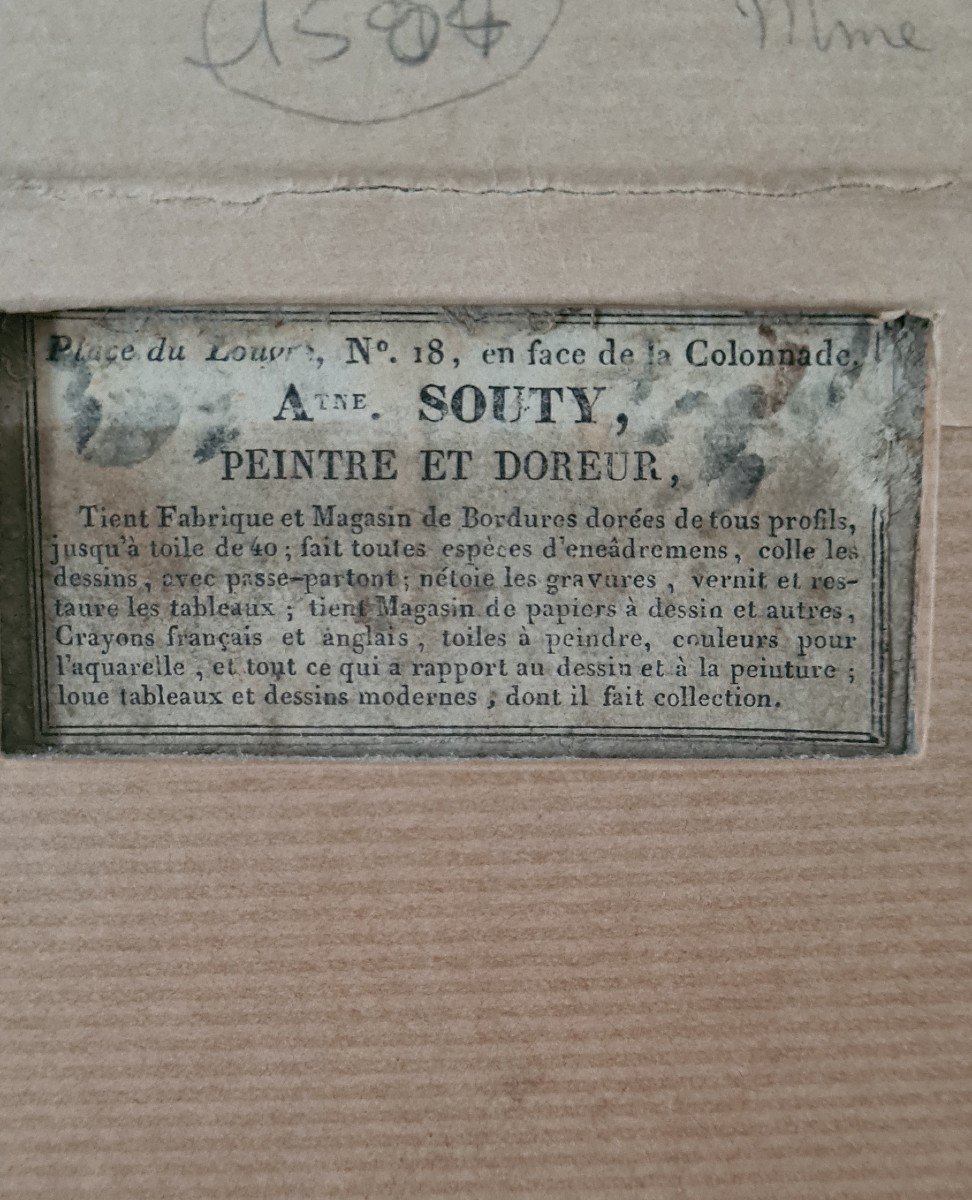 Mme
Place du Louvre, N°. 18, en face de la Colonnade.
ATNE. SOUTY,
PEINTRE ET DOREUR,
Tient Fabrique et Magasin de Bordures dorées de tous profils,
jusqu'à toile de 40 ; fait toutes espèces d'eneâdremens, colle les
dessins, avec passe-partont ; nétoie les gravures , vernit et res-
taure les tableaux ; tient Magasin de papiers à dessin et autres,
Crayons français et anglais , toiles à peindre, couleurs pour
l'aquarelle , et tout ce qui a rapport au dessin et à la peinture ;
loue tableaux et dessins modernes , dont il fait collection.